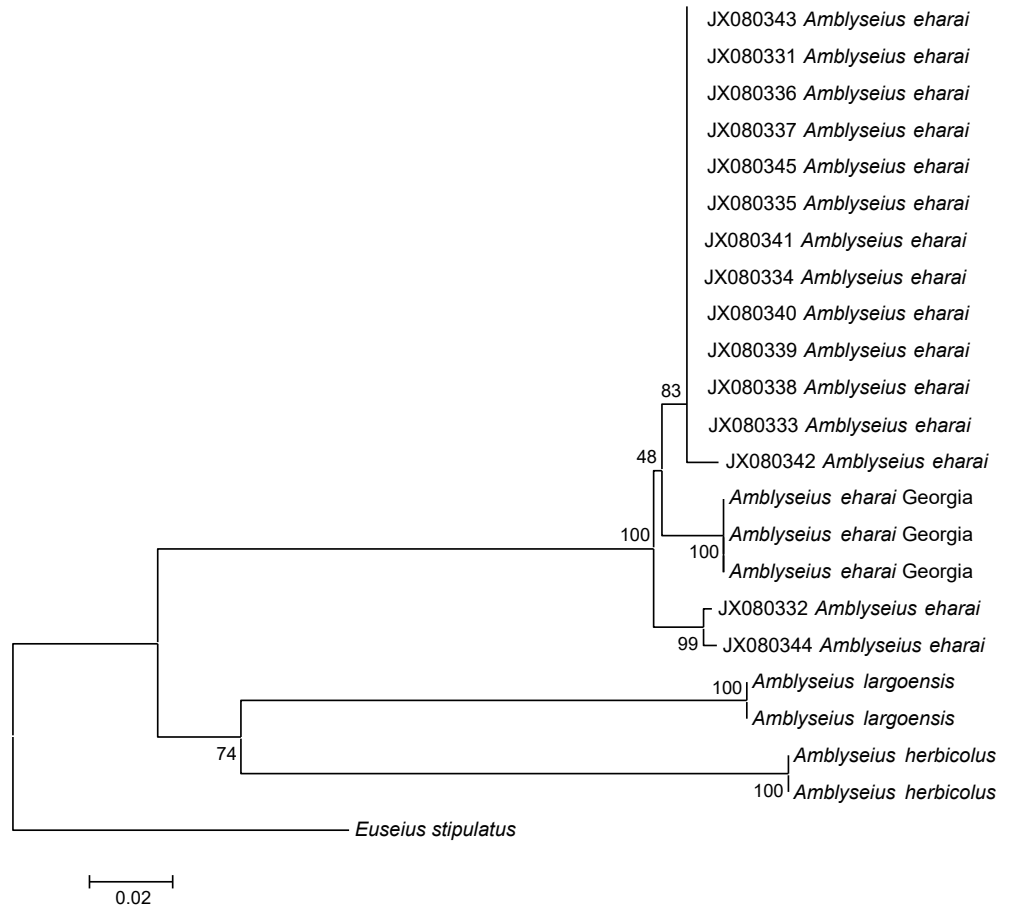 JX080343 Amblyseius eharai
JX080331 Amblyseius eharai
JX080336 Amblyseius eharai
JX080337 Amblyseius eharai
JX080345 Amblyseius eharai
JX080335 Amblyseius eharai
JX080341 Amblyseius eharai
JX080334 Amblyseius eharai
JX080340 Amblyseius eharai
JX080339 Amblyseius eharai
83
JX080338 Amblyseius eharai
JX080333 Amblyseius eharai
48
JX080342 Amblyseius eharai
Amblyseius eharai Georgia
100
Amblyseius eharai Georgia
100
Amblyseius eharai Georgia
JX080332 Amblyseius eharai
99
JX080344 Amblyseius eharai
100
Amblyseius largoensis
Amblyseius largoensis
74
Amblyseius herbicolus
100
Amblyseius herbicolus
Euseius stipulatus
0.02